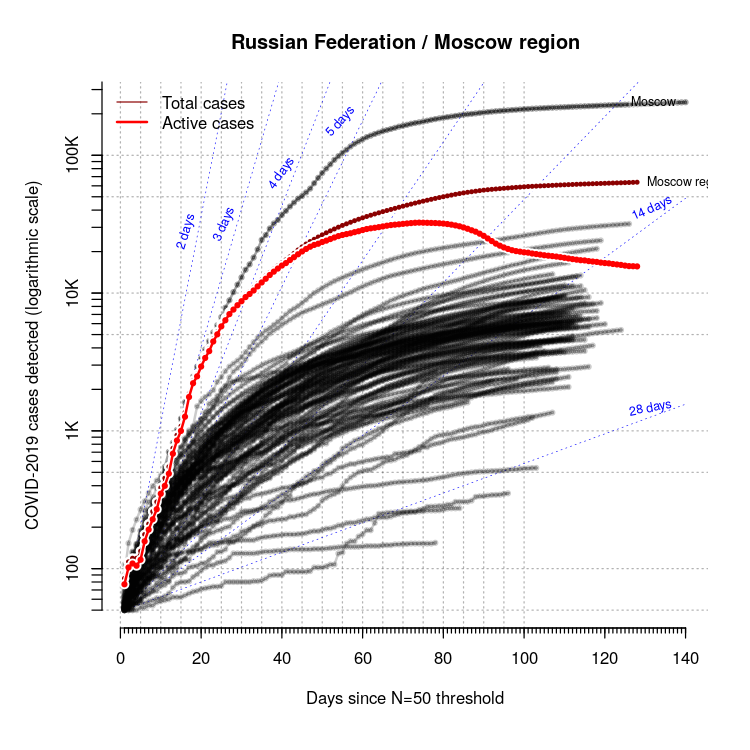 Russian Federation / Moscow region
Total cases
Active cases
2 days
3 days
4 days
5 days
14 days
28 days
Moscow
Moscow reg
COVID-2019 cases detected (logarithmic scale)
100K
10K
1K
100
0 20 40 60 80 100 120 140
Days since N=50 threshold